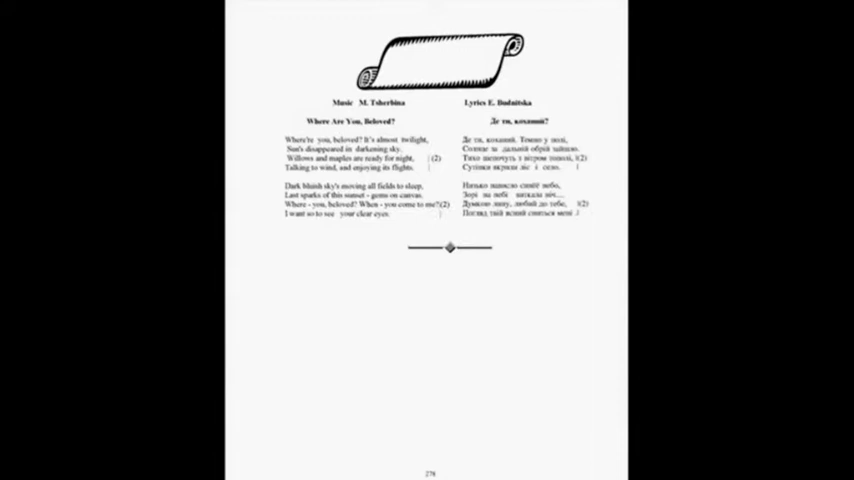 Music M. Tsherbina
Lyrics E. Budnitska
Where Are You, Beloved?
Where're you, beloved? It's almost twilight,
Sun's disappeared in darkening sky.
Willows and maples are ready for night, | (2)
Talking to wind, and enjoying its flights. |
Dark bluish sky's moving all fields to sleep,
Last sparks of this sunset - gems on canvas.
Where - you, beloved? When - you come to me? (2)
I want so to see your clear eyes. |
Де ти, коханий?
Де ти, коханий. Темно у полі,
Солнце за дальній обрій зайшло.
Тихо шепочуть з вітром тополі, |(2)
Сутінки вкрили ліс і село. |
Низько нависло синєє небо,
Зорі на небі виткали ніч....
Думкою лину, любий до тебе, |(2)
Погляд твій ясний сниться мені .|
278